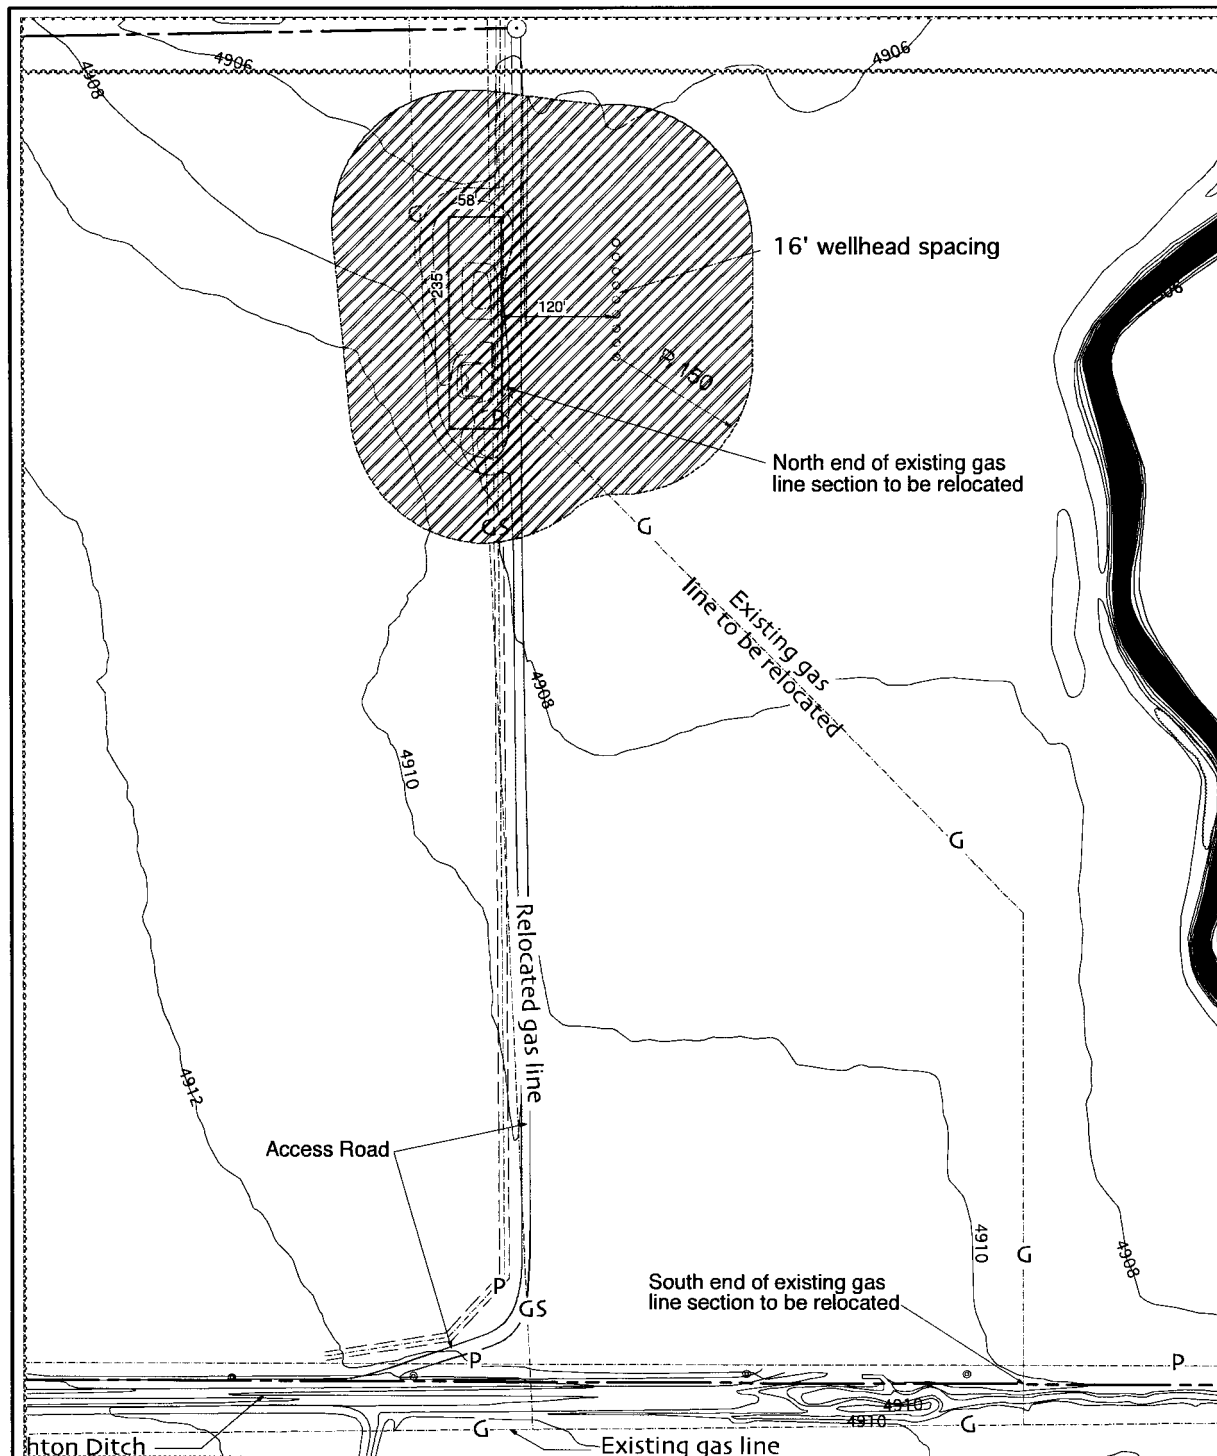 4906
4906
4908
58'
G
16' wellhead spacing
235'
120'
R 150
P
North end of existing gas
line section to be relocated
GS
G
Existing gas
line to be relocated
4908
4910
G
Relocated gas line
4912
Access Road
4910
G
4908
South end of existing gas
line section to be relocated
P
GS
P
P
4910
4910
G
G
hton Ditch
Existing gas line